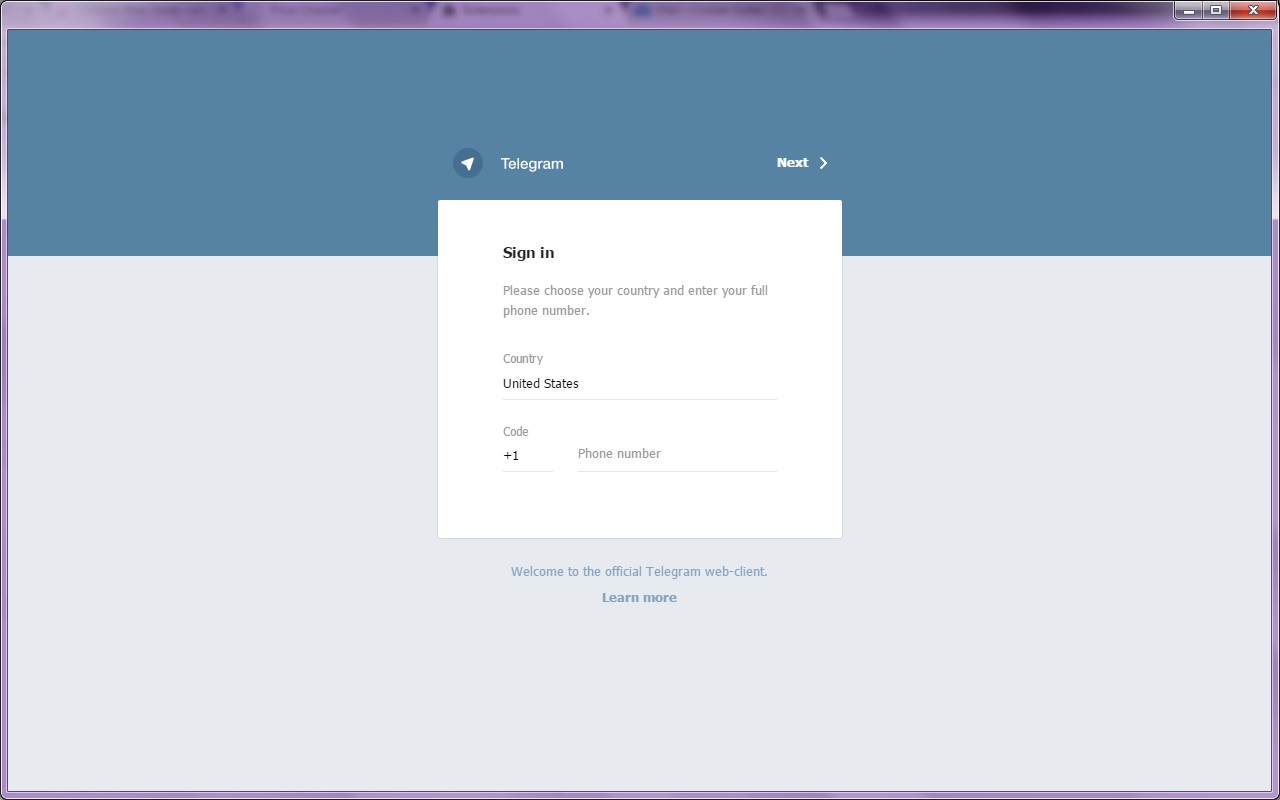 Telegram
Next
Sign in
Please choose your country and enter your full
phone number.
Country
United States
Code
+1
Phone number
Welcome to the official Telegram web-client.
Learn more